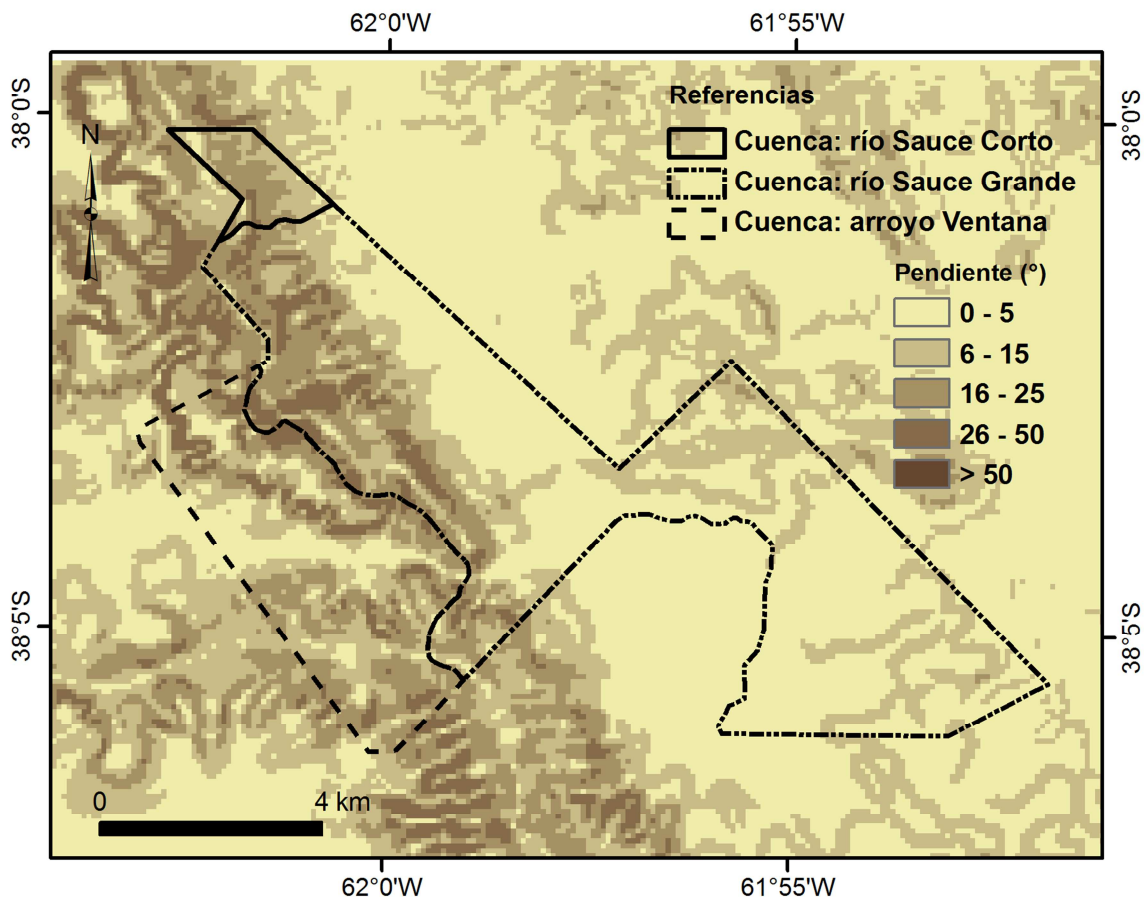 62°0'W
61°55'W
38°0'S
38°0'S
N
Referencias
Cuenca: río Sauce Corto
Cuenca: río Sauce Grande
Cuenca: arroyo Ventana
Pendiente (°)
0 - 5
6 - 15
16 - 25
26 - 50
> 50
38°5'S
38°5'S
0
4 km
62°0'W
61°55'W